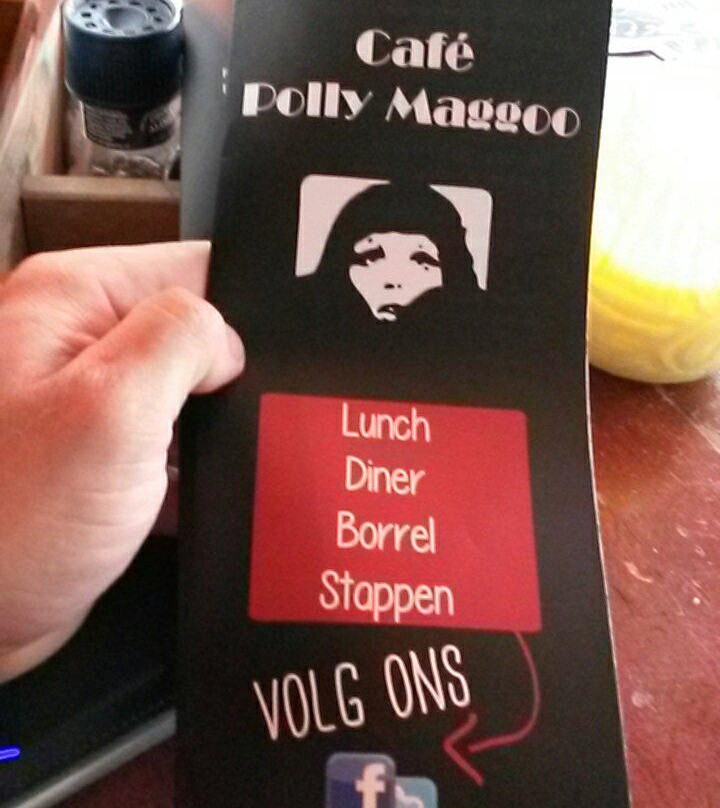 Café
Polly Maggoo
Lunch
Diner
Borrel
Stappen
VOLG ONS
f